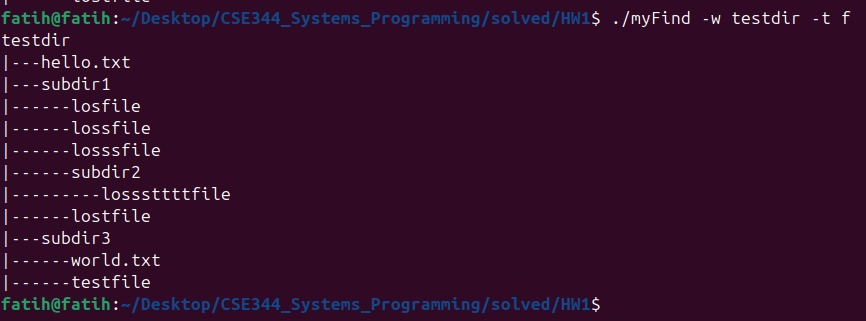 |------lostfile
fatih@fatih:~/Desktop/CSE344_Systems_Programming/solved/HW1$ ./myFind -w testdir -t f
testdir
|---hello.txt
|---subdir1
|------losfile
|------lossfile
|------losssfile
|------subdir2
|---------losssttttfile
|------lostfile
|---subdir3
|------world.txt
|------testfile
fatih@fatih:~/Desktop/CSE344_Systems_Programming/solved/HW1$